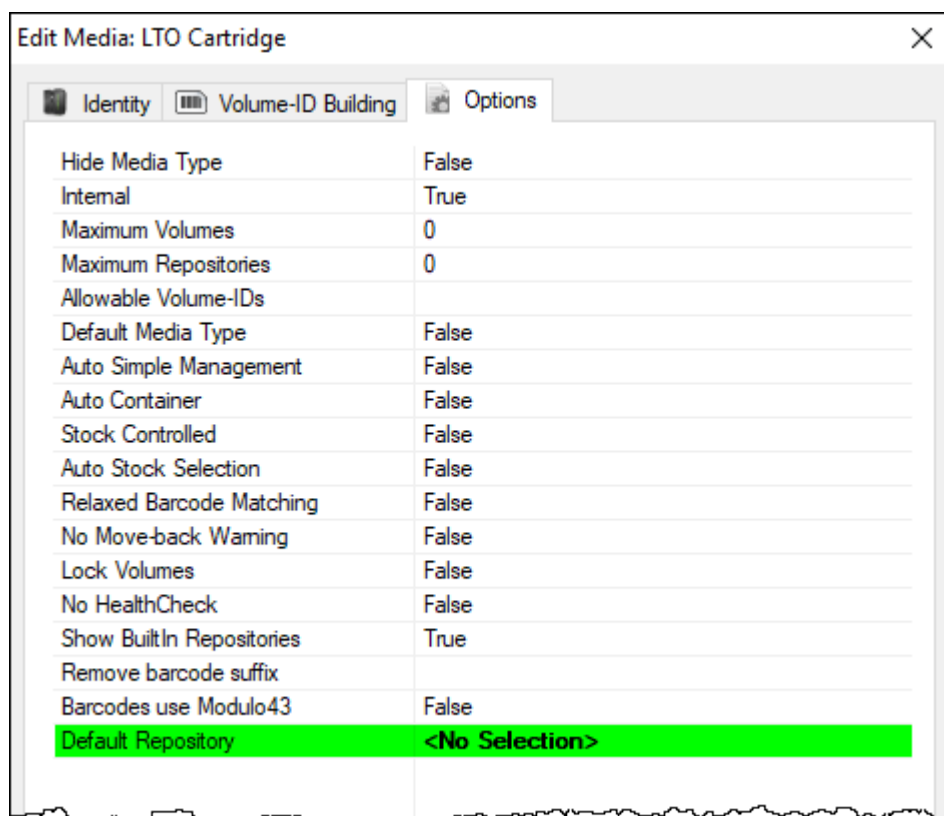 Edit Media: LTO Cartridge
Identity Volume-ID Building Options
Hide Media Type False
Internal True
Maximum Volumes 0
Maximum Repositories 0
Allowable Volume-IDs
Default Media Type False
Auto Simple Management False
Auto Container False
Stock Controlled False
Auto Stock Selection False
Relaxed Barcode Matching False
No Move-back Warning False
Lock Volumes False
No HealthCheck False
Show BuiltIn Repositories True
Remove barcode suffix
Barcodes use Modulo43 False
Default Repository <No Selection>